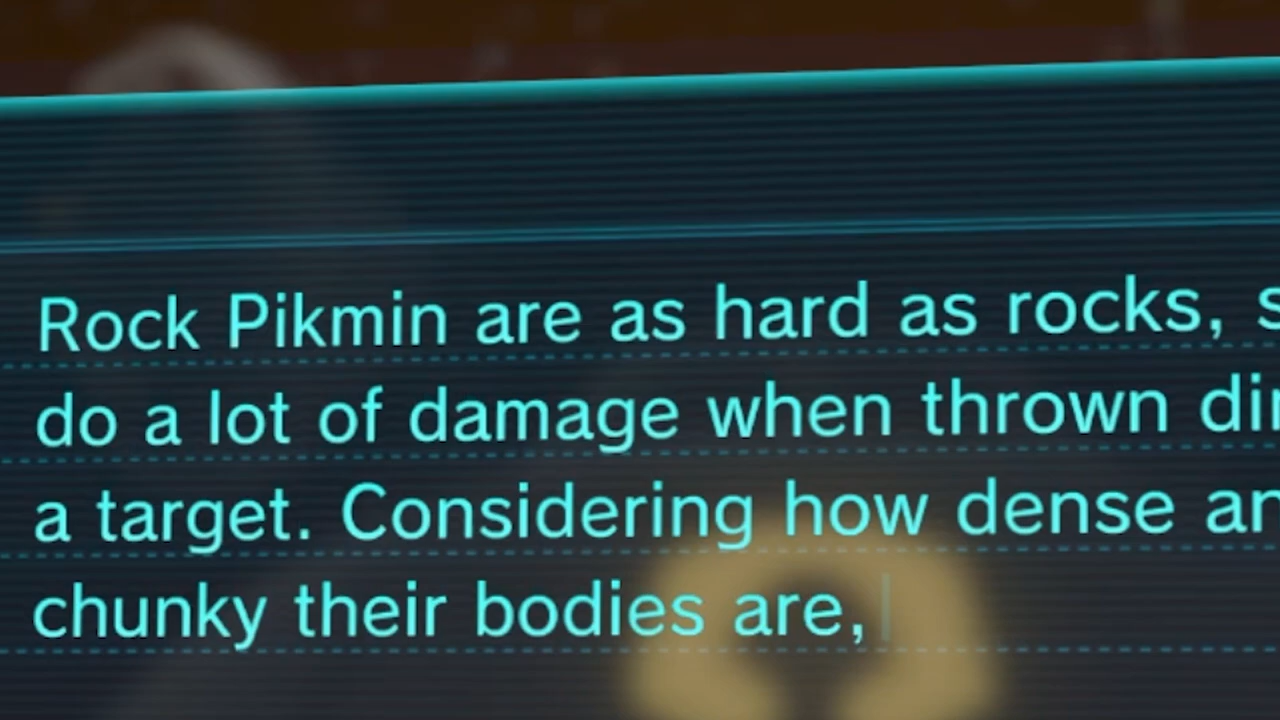 Rock Pikmin are as hard as rocks,
do a lot of damage when thrown
a target. Considering how dense
chunky their bodies are,